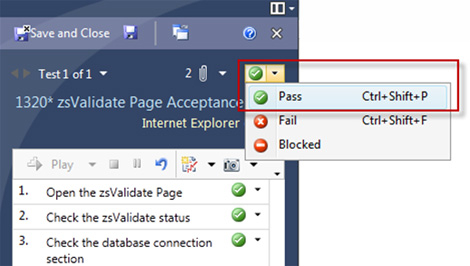 Save and Close
Test 1 of 1
2
1320* zsValidate Page Acceptance
Internet Explorer
Pass Ctrl+Shift+P
Fail Ctrl+Shift+F
Blocked
Play
1. Open the zsValidate Page
2. Check the zsValidate status
3. Check the database connection
section